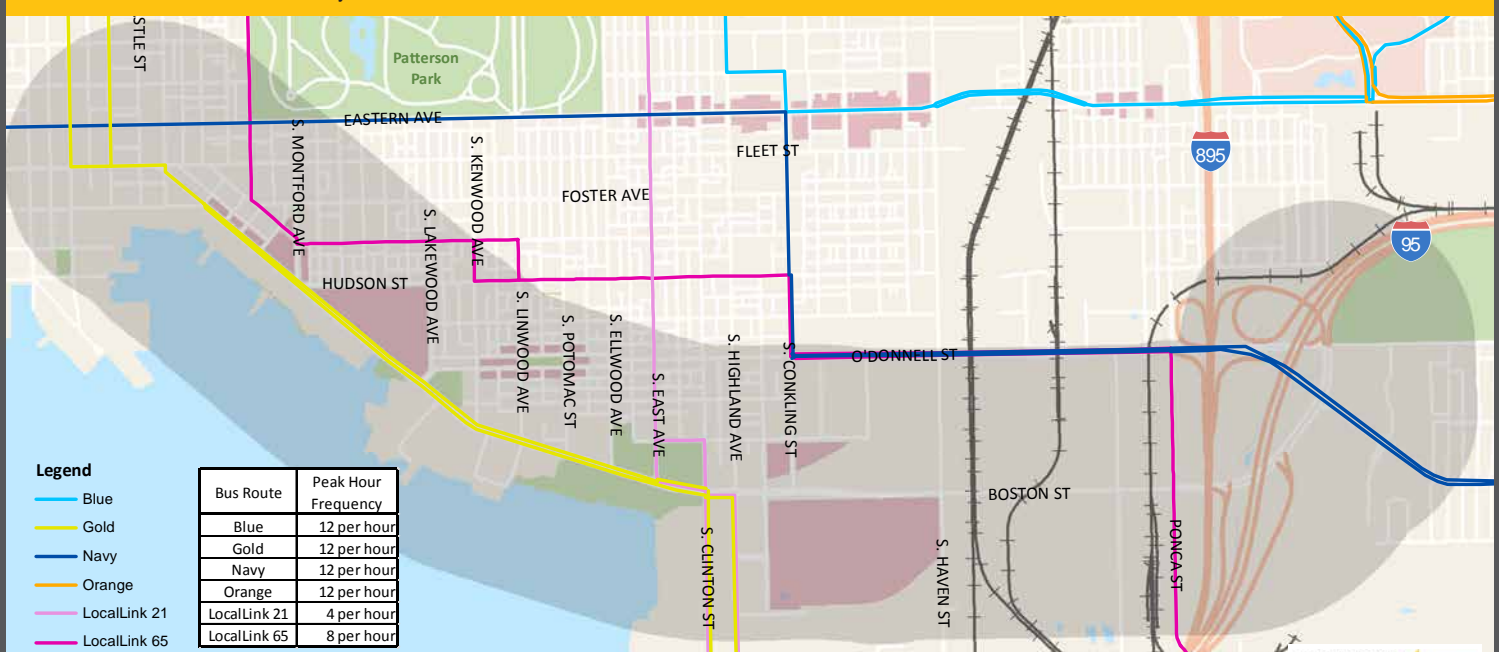 STLE ST
Patterson
Park
EASTERN AVE
S. MONTFORD AVE
S. KENWOOD AVE
FLEET ST
895
FOSTER AVE
S. LAKEWOOD AVE
95
HUDSON ST
S. LINWOOD AVE
S. POTOMAC ST
S. ELLWOOD AVE
S. EAST AVE
S. HIGHLAND AVE
S. CONKLING ST
O'DONNELL ST
BOSTON ST
S. CLINTON ST
S. HAVEN ST
PONCA ST
Legend
Blue
Gold
Navy
Orange
LocalLink 21
LocalLink 65
Bus Route Peak Hour
Frequency
Blue 12 per hour
Gold 12 per hour
Navy 12 per hour
Orange 12 per hour
LocalLink 21 4 per hour
LocalLink 65 8 per hour